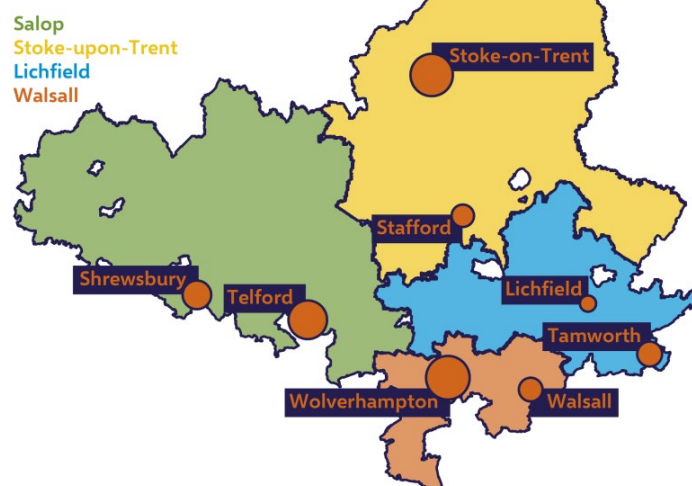 Salop
Stoke-upon-Trent
Lichfield
Walsall
Stoke-on-Trent
Stafford
Shrewsbury
Telford
Lichfield
Tamworth
Wolverhampton
Walsall